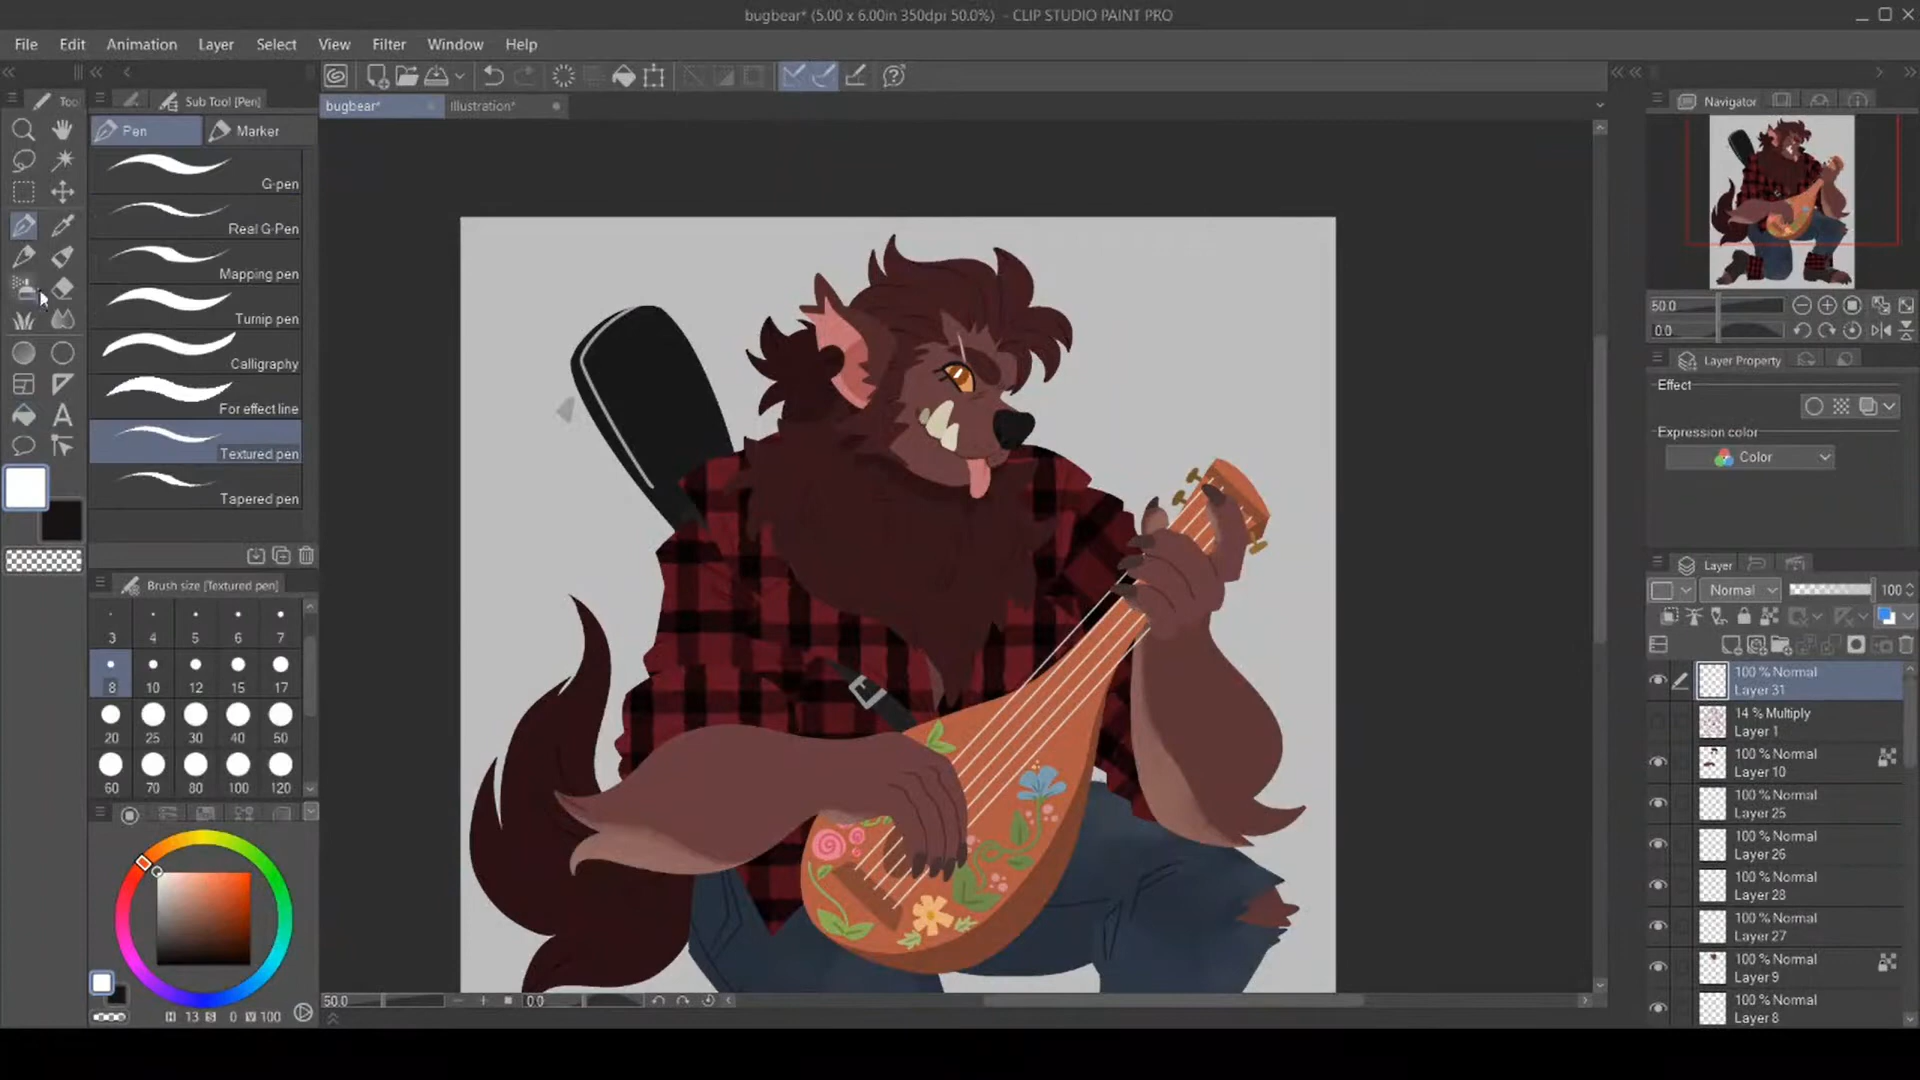 bugbear* (5.00 x 6.00in 350dpi 50.0%)  - CLIP STUDIO PAINT PRO
File Edit Animation Layer Select View Filter Window Help
Too
Sub Tool [Pen]
bugbear*
Illustration*
Navigator
Pen
Marker
G-pen
Real G-Pen
Mapping pen
Turnip pen
Calligraphy
For effect line
Textured pen
Tapered pen
Brush size [Textured pen]
3 4 5 6 7
8 10 12 15 17
20 25 30 40 50
60 70 80 100 120
H 13 S 0 V 100
50.0
0.0
50.0
0.0
Layer Property
Effect
Expression color
Color
Layer
Normal
100
100 % Normal
Layer 31
14 % Multiply
Layer 1
100 % Normal
Layer 10
100 % Normal
Layer 25
100 % Normal
Layer 26
100 % Normal
Layer 28
100 % Normal
Layer 27
100 % Normal
Layer 9
100 % Normal
Layer 8